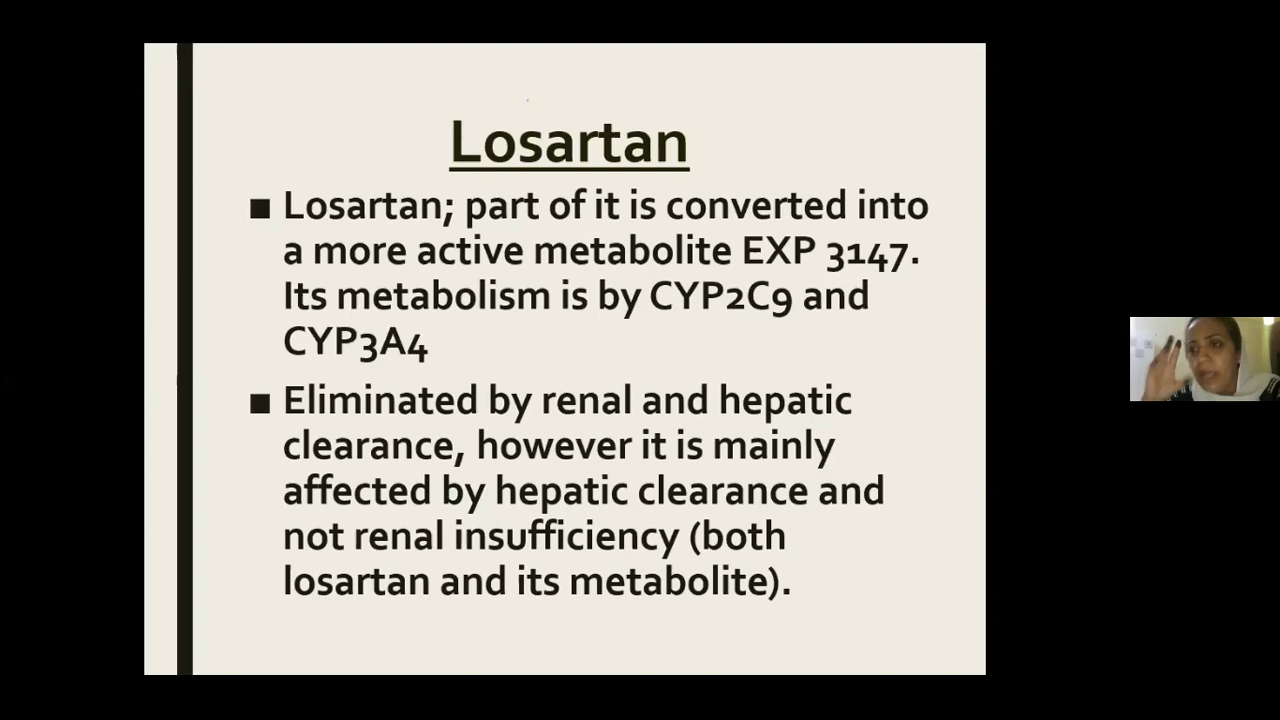 Losartan
■ Losartan; part of it is converted into
a more active metabolite EXP 3147.
Its metabolism is by CYP2C9 and
CYP3A4
■ Eliminated by renal and hepatic
clearance, however it is mainly
affected by hepatic clearance and
not renal insufficiency (both
losartan and its metabolite).